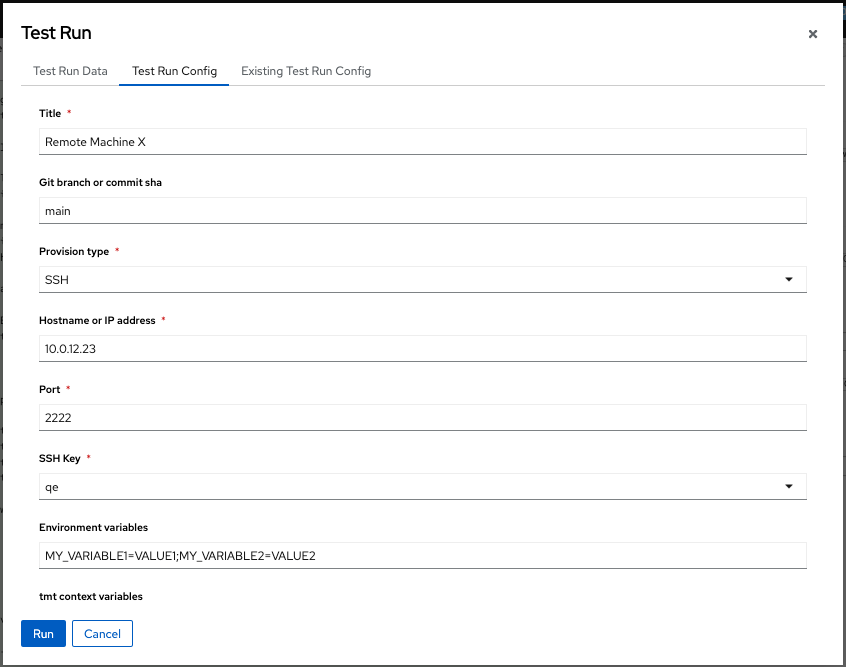 Test Run
Test Run Data
Test Run Config
Existing Test Run Config
Title *
Remote Machine X
Git branch or commit sha
main
Provision type *
SSH
Hostname or IP address *
10.0.12.23
Port *
2222
SSH Key *
qe
Environment variables
MY_VARIABLE1=VALUE1;MY_VARIABLE2=VALUE2
tmt context variables
Run
Cancel